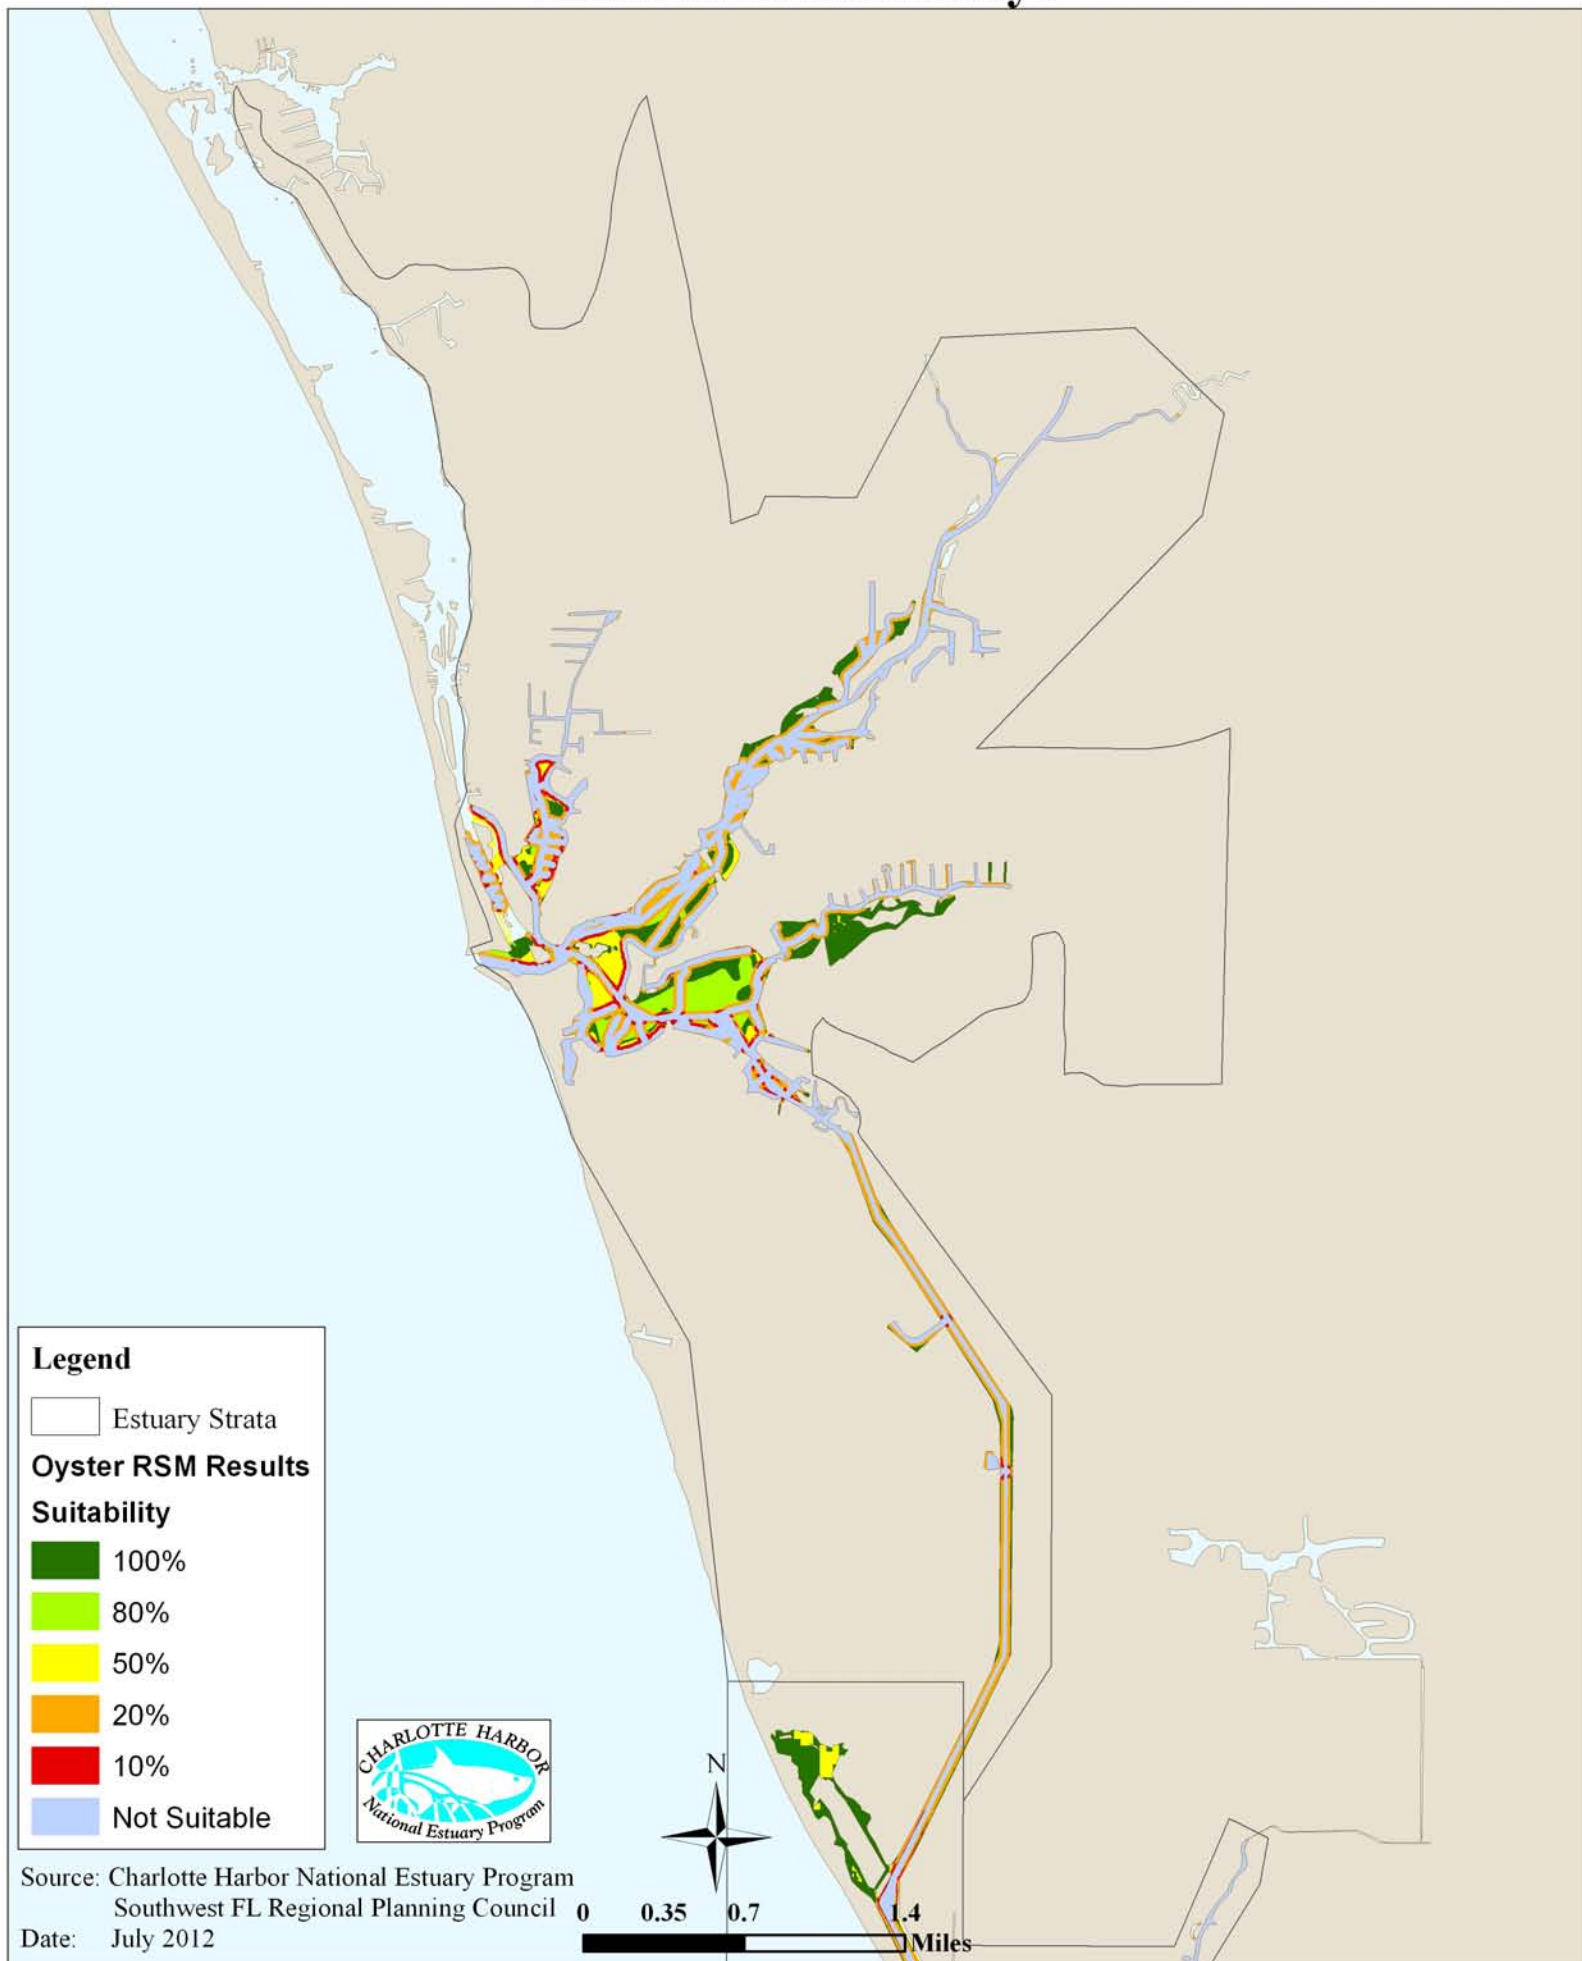 Legend
Estuary Strata
Oyster RSM Results
Suitability
100%
80%
50%
20%
10%
Not Suitable
CHARLOTTE HARBOR
National Estuary Program
N
Source: Charlotte Harbor National Estuary Program
Southwest FL Regional Planning Council
Date: July 2012
0 0.35 0.7 1.4
Miles